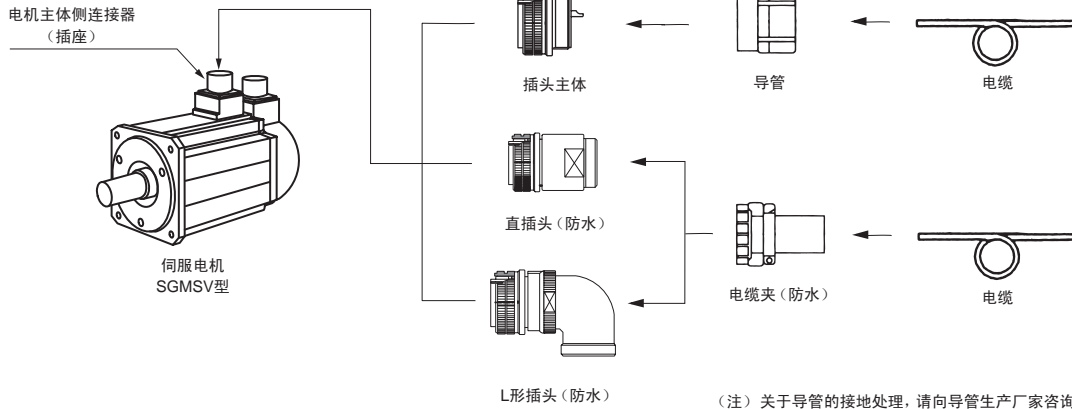 电机主体侧连接器
（插座）
插头主体
导管
电缆
直插头（防水）
伺服电机
SGMSV型
电缆夹（防水）
电缆
L形插头（防水）
（注）关于导管的接地处理，请向导管生产厂家咨询